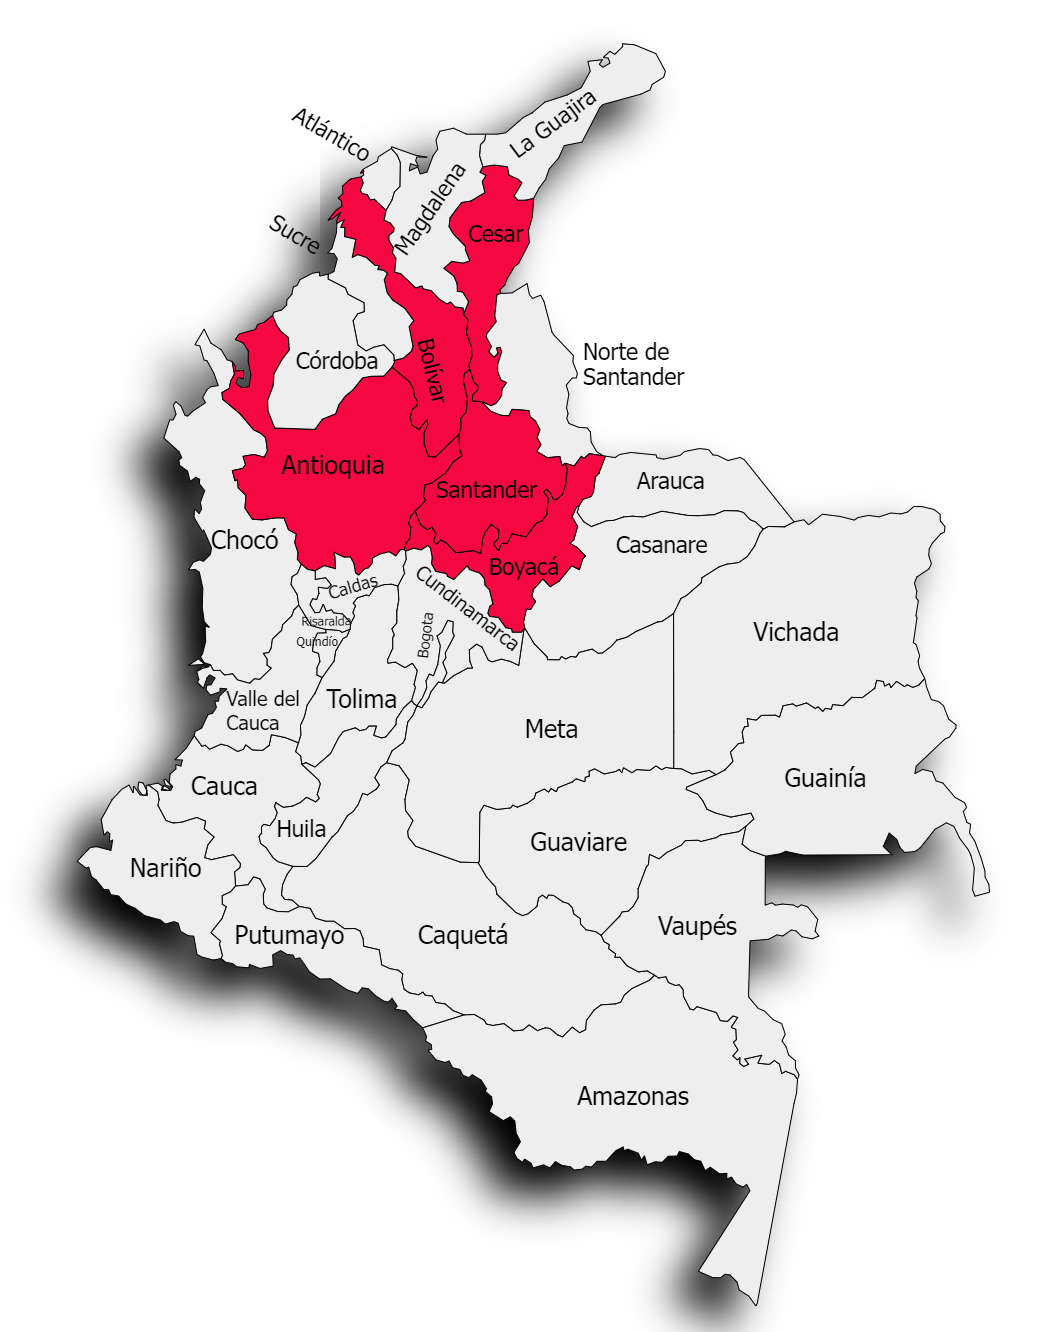 La Guajira
Atlántico
Magdalena
Sucre
Cesar
Córdoba
Bolívar
Norte de
Santander
Antioquia
Santander
Arauca
Chocó
Casanare
Boyacá
Caldas
Cundinamarca
Risaralda
Quindío
Bogota
Vichada
Valle del
Cauca
Tolima
Meta
Cauca
Guainía
Huila
Guaviare
Nariño
Putumayo
Caquetá
Vaupés
Amazonas